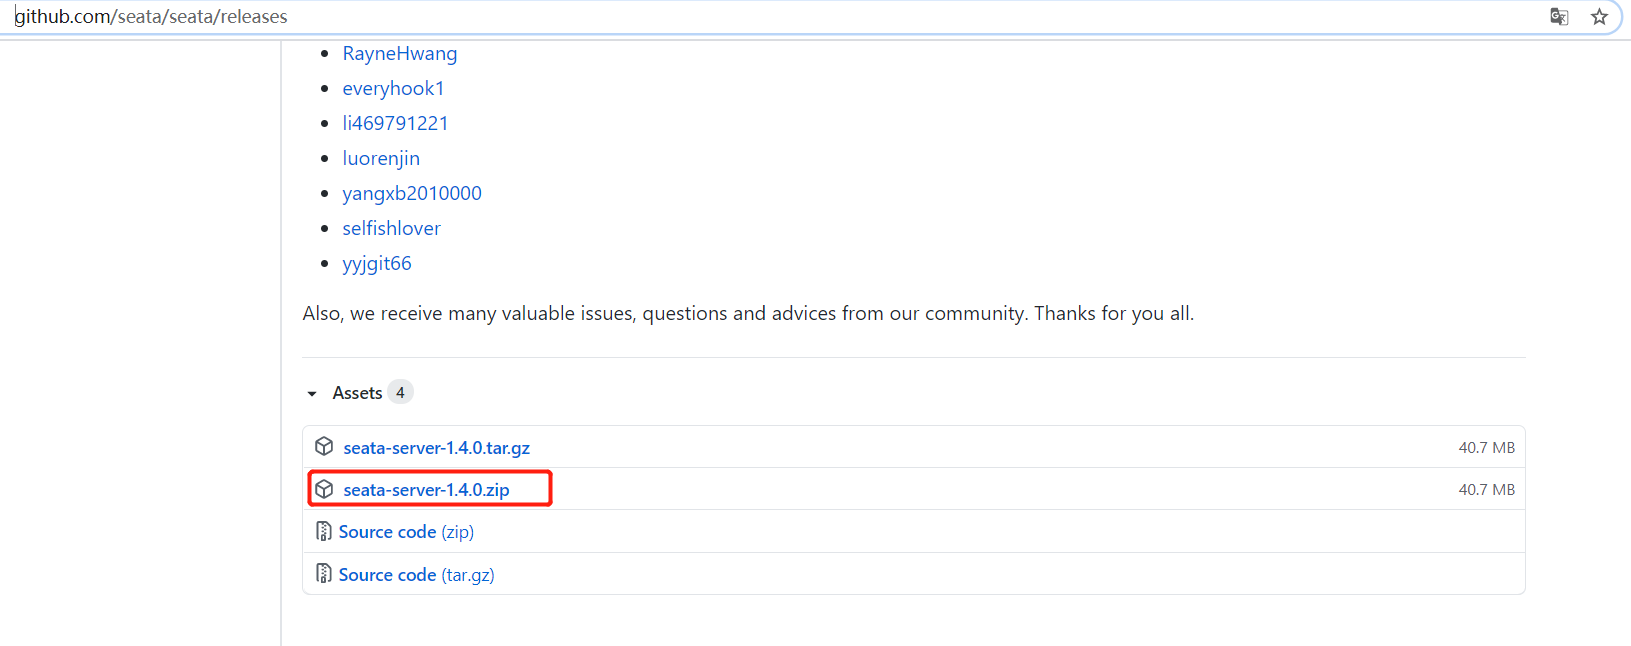 github.com/seata/seata/releases
RayneHwang
everyhook1
li469791221
luorenjin
yangxb2010000
selfishlover
yyjgit66
Also, we receive many valuable issues, questions and advices from our community. Thanks for you all.
Assets 4
seata-server-1.4.0.tar.gz 40.7 MB
seata-server-1.4.0.zip 40.7 MB
Source code (zip)
Source code (tar.gz)